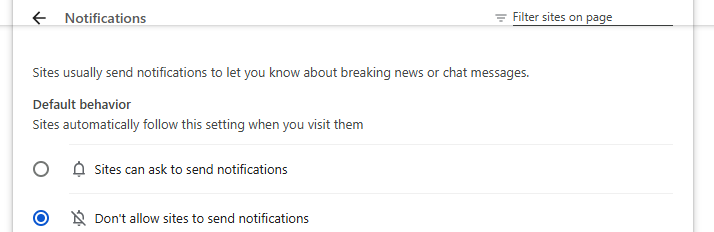 Notifications
Filter sites on page
Sites usually send notifications to let you know about breaking news or chat messages.
Default behavior
Sites automatically follow this setting when you visit them
Sites can ask to send notifications
Don't allow sites to send notifications